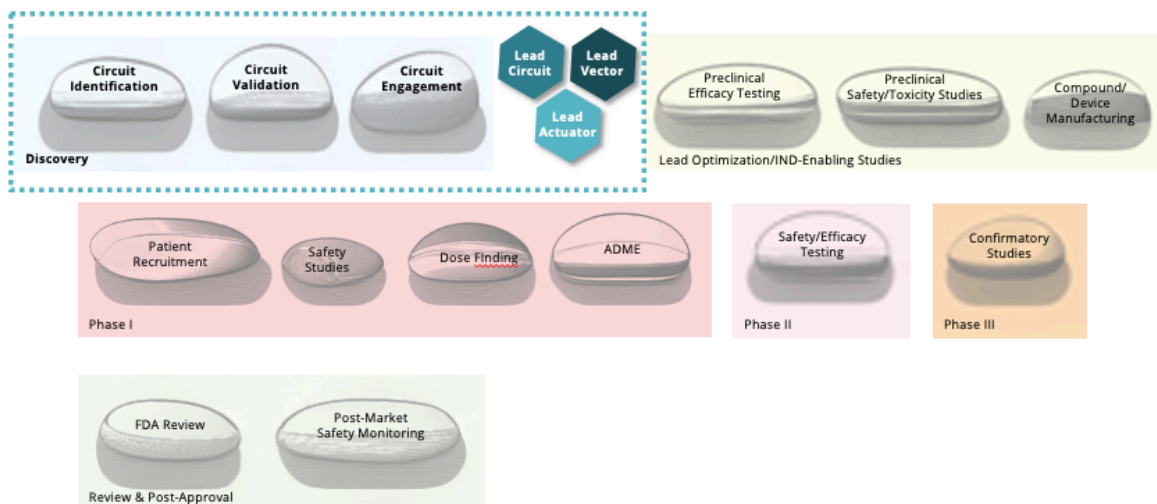 Circuit
Identification
Circuit
Validation
Circuit
Engagement
Lead
Circuit
Lead
Vector
Lead
Actuator
Discovery
Preclinical
Efficacy Testing
Preclinical
Safety/Toxicity Studies
Compound/
Device
Manufacturing
Lead Optimization/IND-Enabling Studies
Patient
Recruitment
Safety
Studies
Dose FInding
ADME
Phase I
Safety/Efficacy
Testing
Phase II
Confirmatory
Studies
Phase III
FDA Review
Post-Market
Safety Monitoring
Review & Post-Approval